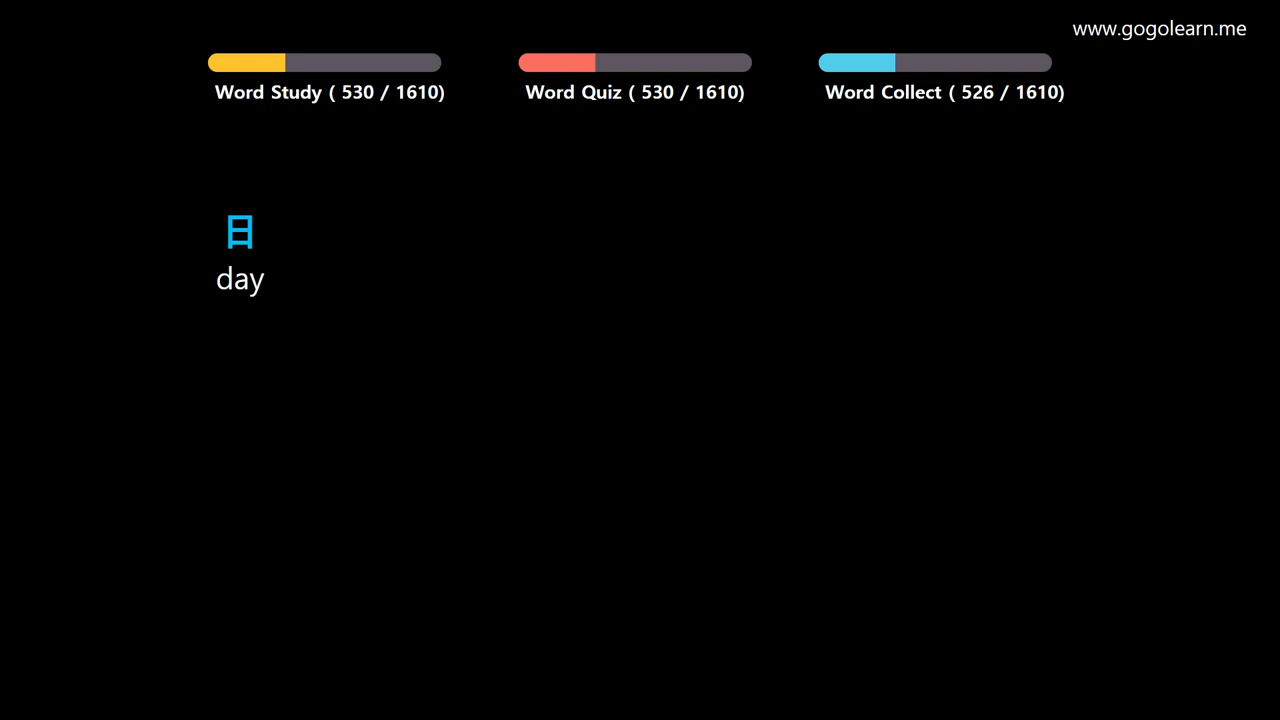 www.gogolearn.me
Word Study ( 530 / 1610)
Word Quiz ( 530 / 1610)
Word Collect ( 526 / 1610)
日
day